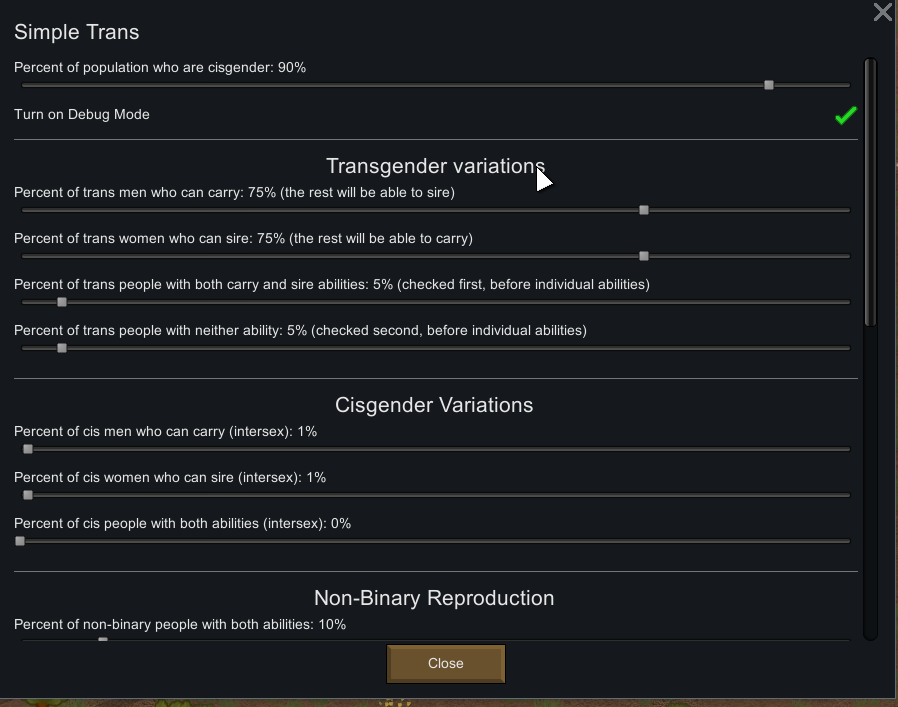 Simple Trans
Percent of population who are cisgender: 90%
Turn on Debug Mode
Transgender variations
Percent of trans men who can carry: 75% (the rest will be able to sire)
Percent of trans women who can sire: 75% (the rest will be able to carry)
Percent of trans people with both carry and sire abilities: 5% (checked first, before individual abilities)
Percent of trans people with neither ability: 5% (checked second, before individual abilities)
Cisgender Variations
Percent of cis men who can carry (intersex): 1%
Percent of cis women who can sire (intersex): 1%
Percent of cis people with both abilities (intersex): 0%
Non-Binary Reproduction
Percent of non-binary people with both abilities: 10%
Close